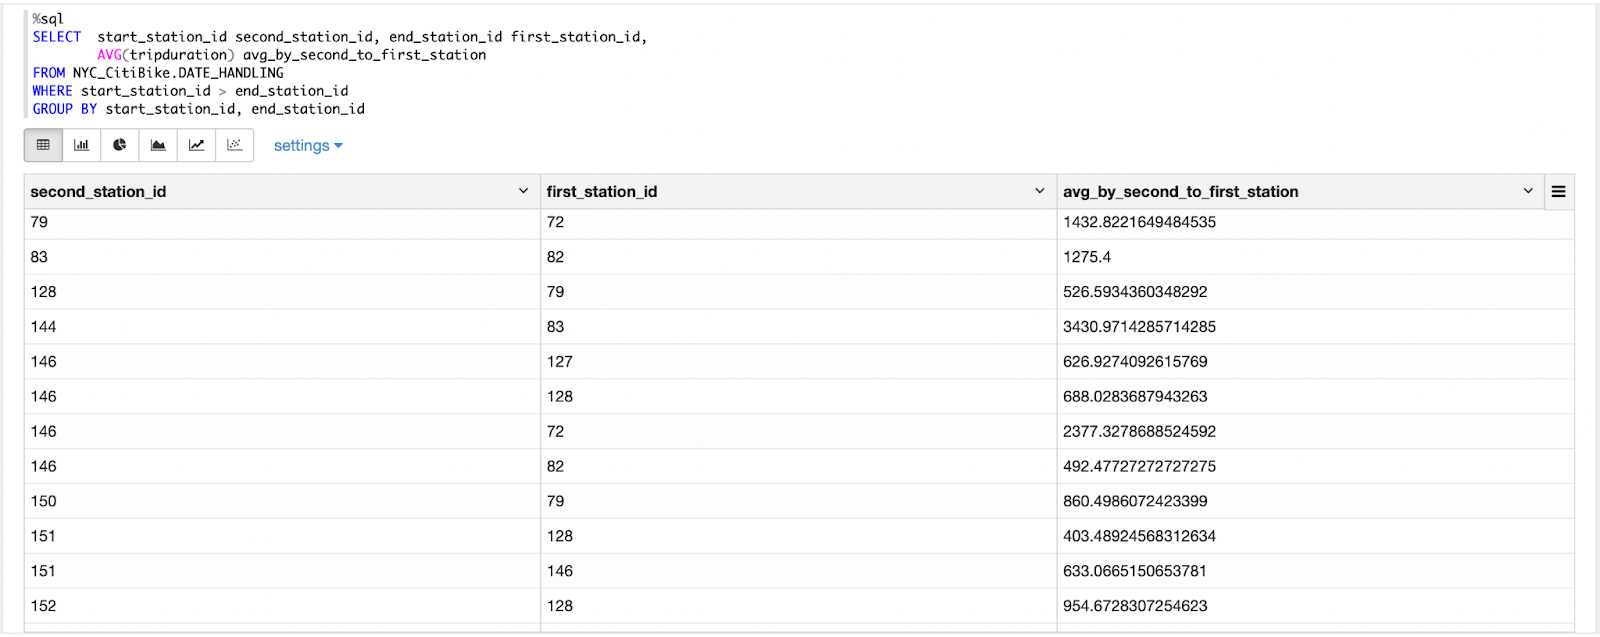 %sql
SELECT  start_station_id second_station_id, end_station_id first_station_id,
        AVG(tripduration) avg_by_second_to_first_station
FROM NYC_CitiBike.DATE_HANDLING
WHERE start_station_id > end_station_id
GROUP BY start_station_id, end_station_id
settings
second_station_id first_station_id avg_by_second_to_first_station
79 72 1432.8221649484535
83 82 1275.4
128 79 526.5934360348292
144 83 3430.9714285714285
146 127 626.9274092615769
146 128 688.0283687943263
146 72 2377.3278688524592
146 82 492.47727272727275
150 79 860.4986072423399
151 128 403.48924568312634
151 146 633.0665150653781
152 128 954.6728307254623